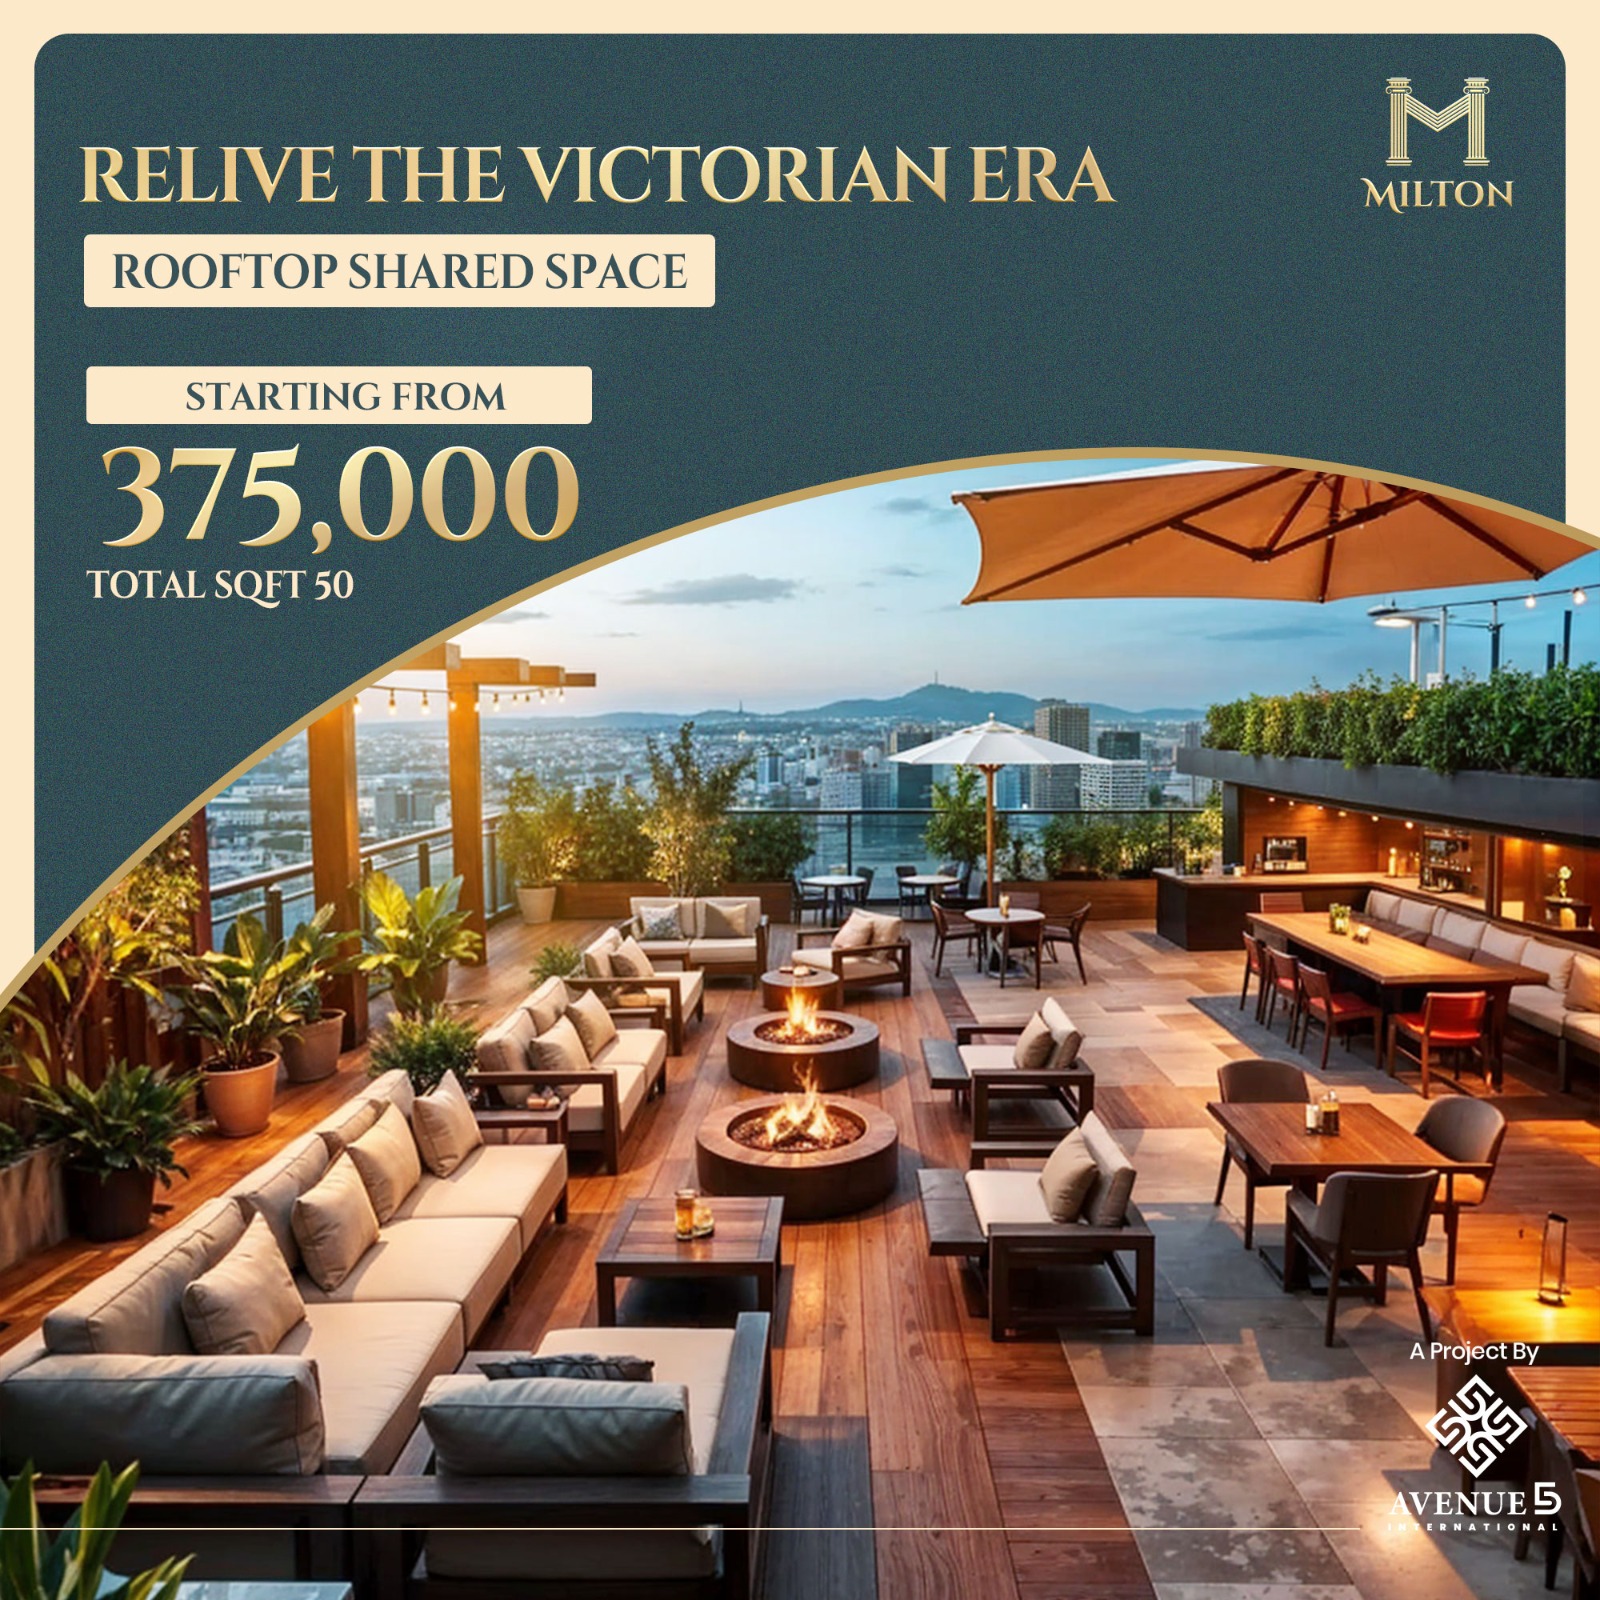 RELIVE THE VICTORIAN ERA
MILTON
ROOFTOP SHARED SPACE
STARTING FROM
375,000
TOTAL SQFT 50
A Project By
AVENUE 5
INTERNATIONAL